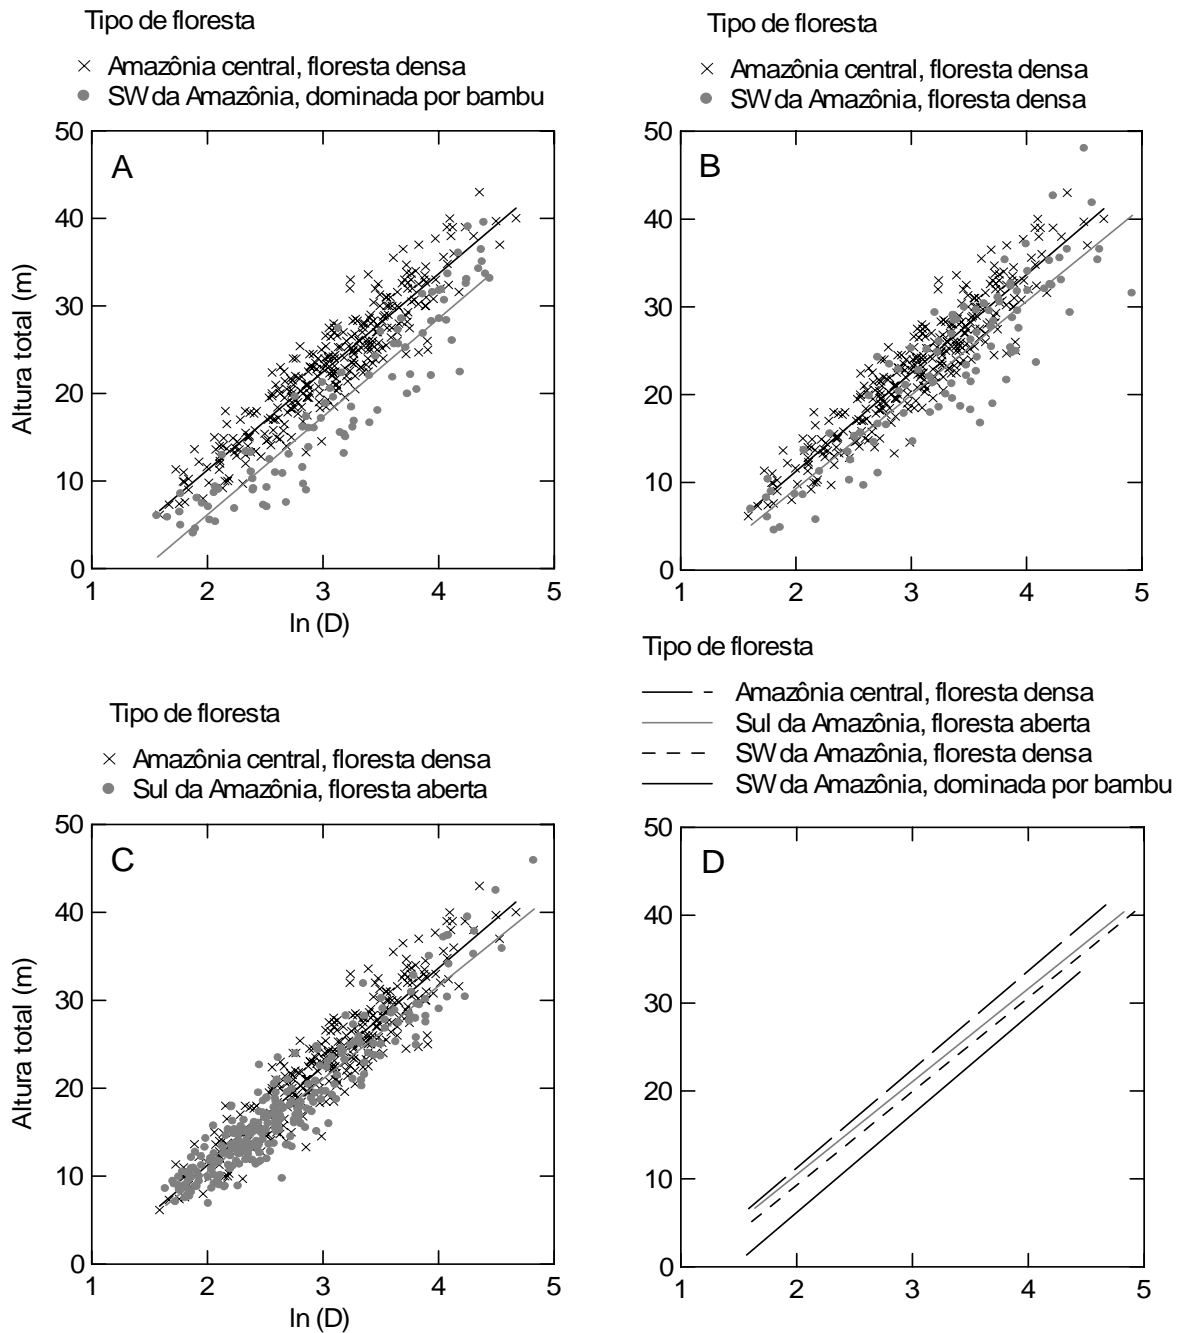 Tipo de floresta
Amazônia central, floresta densa
SW da Amazônia, dominada por bambu
50
A
40
30
20
10
0
1 2 3 4 5
Altura total (m)
ln (D)
Tipo de floresta
Amazônia central, floresta densa
SW da Amazônia, floresta densa
50
B
40
30
20
10
0
1 2 3 4 5
Tipo de floresta
Amazônia central, floresta densa
Sul da Amazônia, floresta aberta
50
C
40
30
20
10
0
1 2 3 4 5
Altura total (m)
ln (D)
Tipo de floresta
Amazônia central, floresta densa
Sul da Amazônia, floresta aberta
SW da Amazônia, floresta densa
SW da Amazônia, dominada por bambu
50
D
40
30
20
10
0
1 2 3 4 5